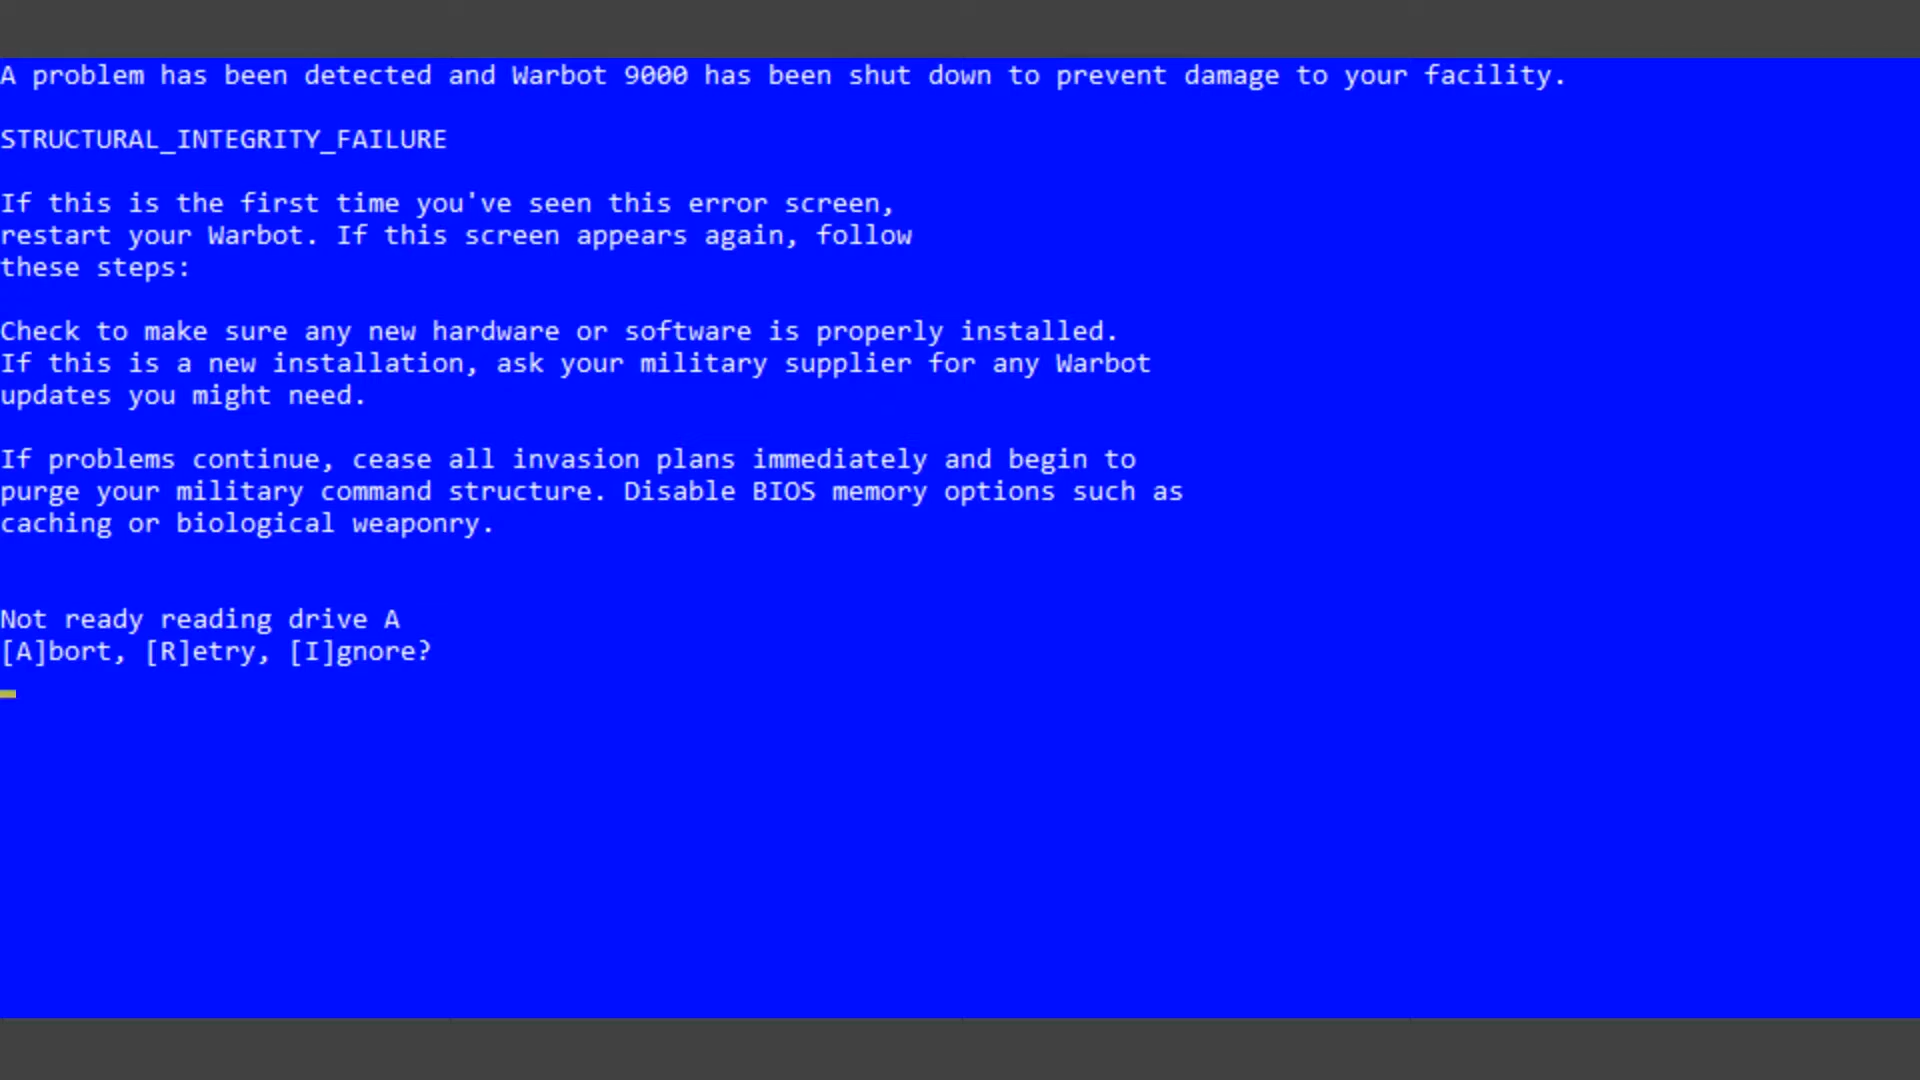 A problem has been detected and Warbot 9000 has been shut down to prevent damage to your facility.
STRUCTURAL_INTEGRITY_FAILURE
If this is the first time you've seen this error screen,
restart your Warbot. If this screen appears again, follow
these steps:
Check to make sure any new hardware or software is properly installed.
If this is a new installation, ask your military supplier for any Warbot
updates you might need.
If problems continue, cease all invasion plans immediately and begin to
purge your military command structure. Disable BIOS memory options such as
caching or biological weaponry.
Not ready reading drive A
[A]bort, [R]etry, [I]gnore?